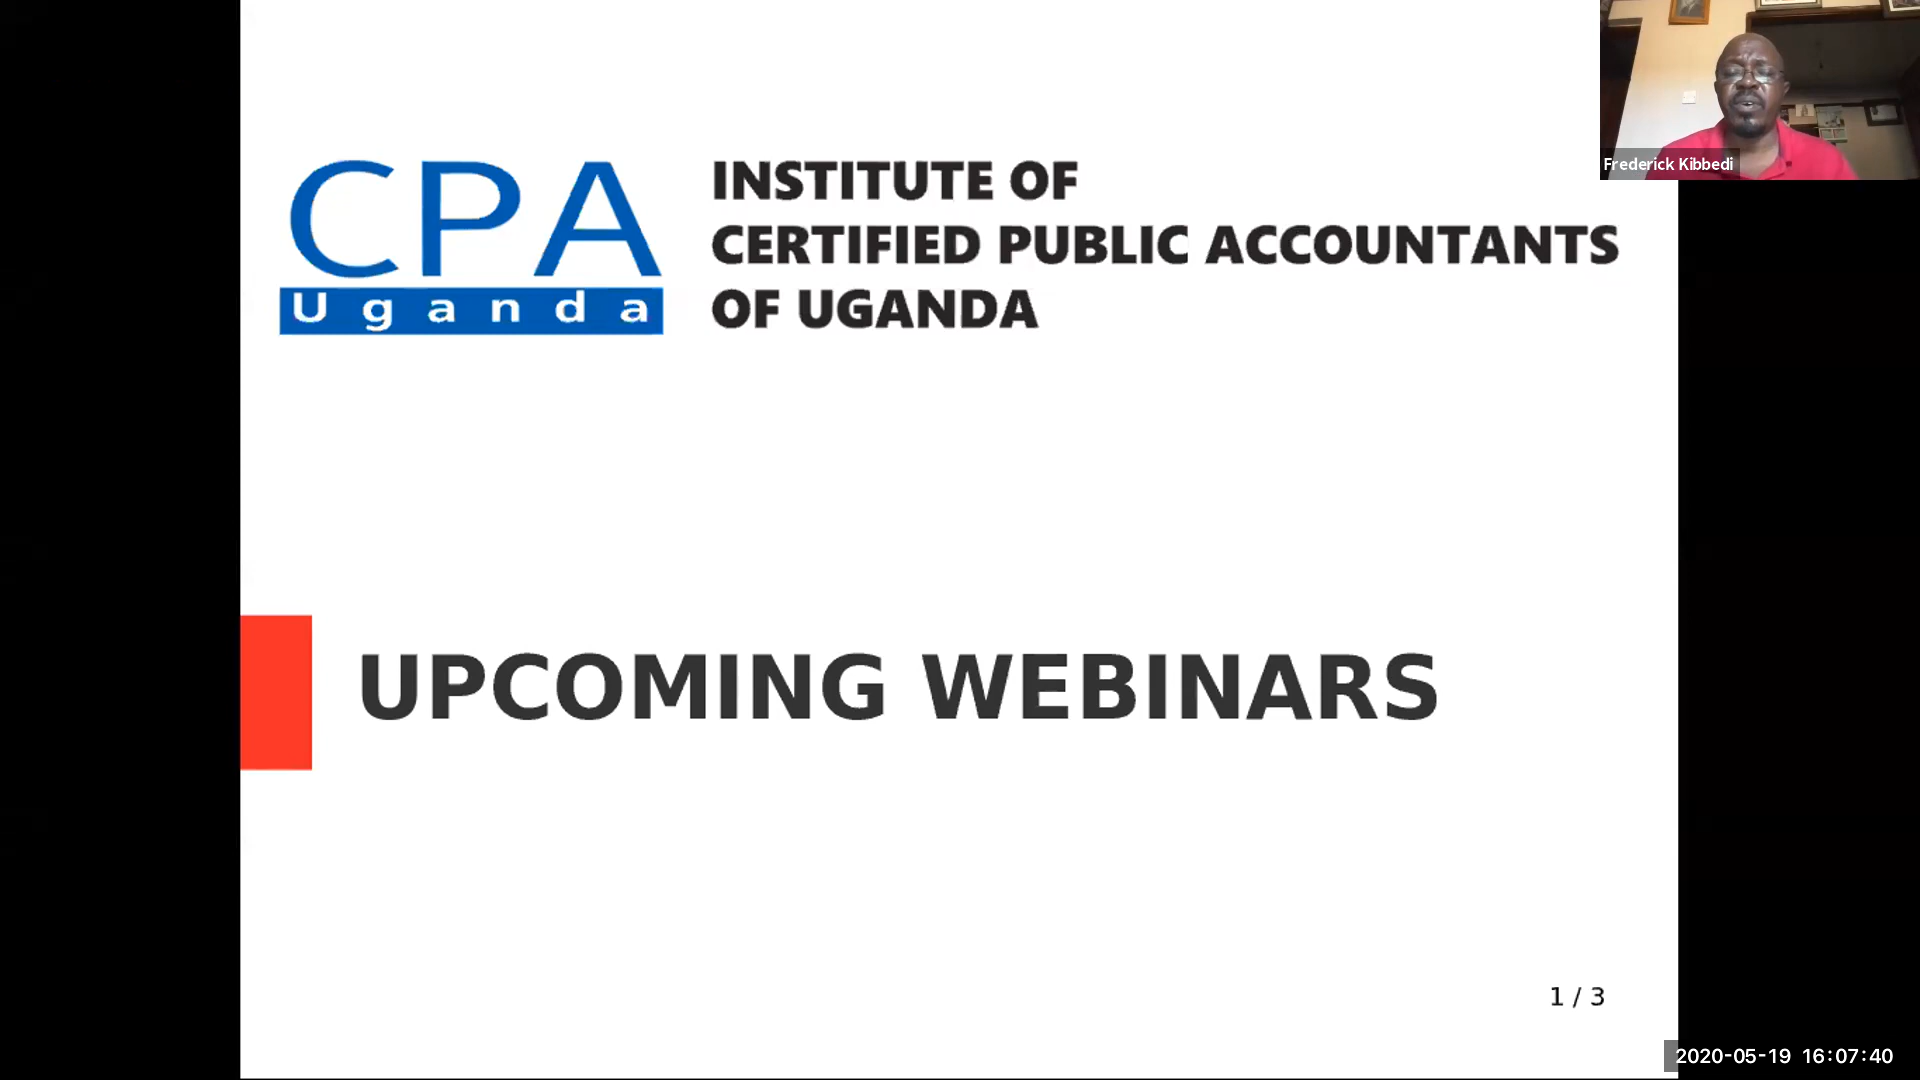 CPA
Uganda
INSTITUTE OF
CERTIFIED PUBLIC ACCOUNTANTS
OF UGANDA
Frederick Kibbedi
UPCOMING WEBINARS
1 / 3
2020-05-19 16:07:40